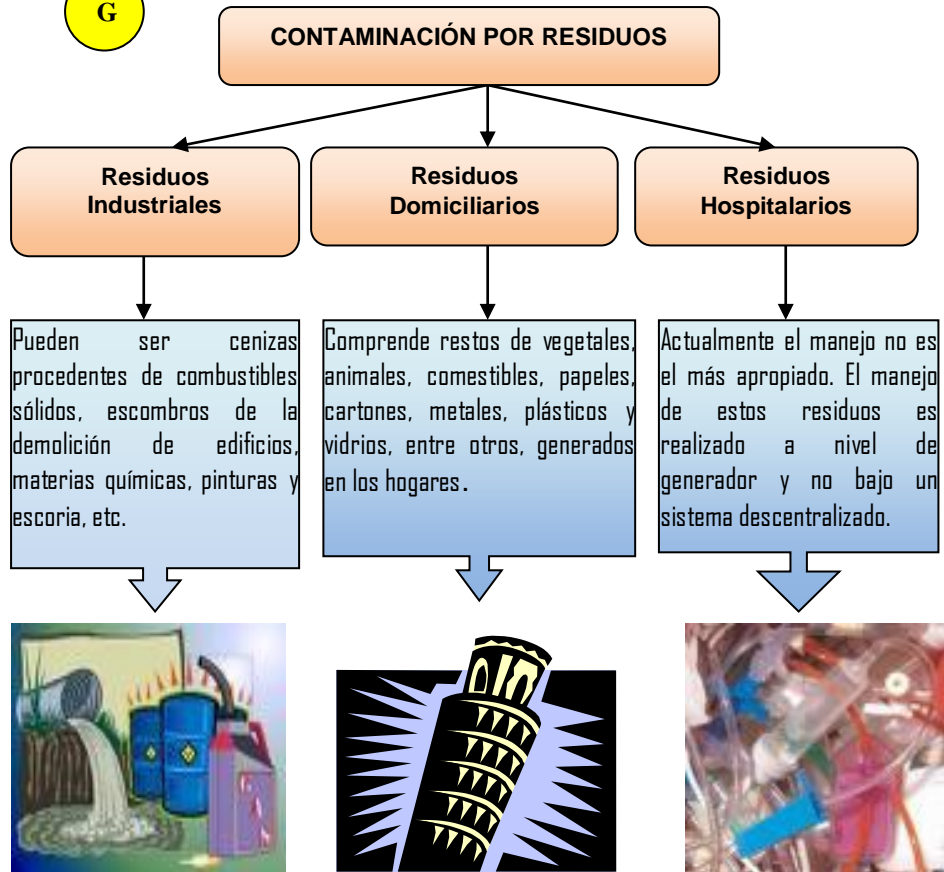 G
CONTAMINACIÓN POR RESIDUOS
Residuos
Industriales
Residuos
Domiciliarios
Residuos
Hospitalarios
Pueden ser cenizas
procedentes de combustibles
sólidos, escombros de la
demolición de edificios,
materias químicas, pinturas y
escoria, etc.
Comprende restos de vegetales,
animales, comestibles, papeles,
cartones, metales, plásticos y
vidrios, entre otros, generados
en los hogares.
Actualmente el manejo no es
el más apropiado. El manejo
de estos residuos es
realizado a nivel de
generador y no bajo un
sistema descentralizado.